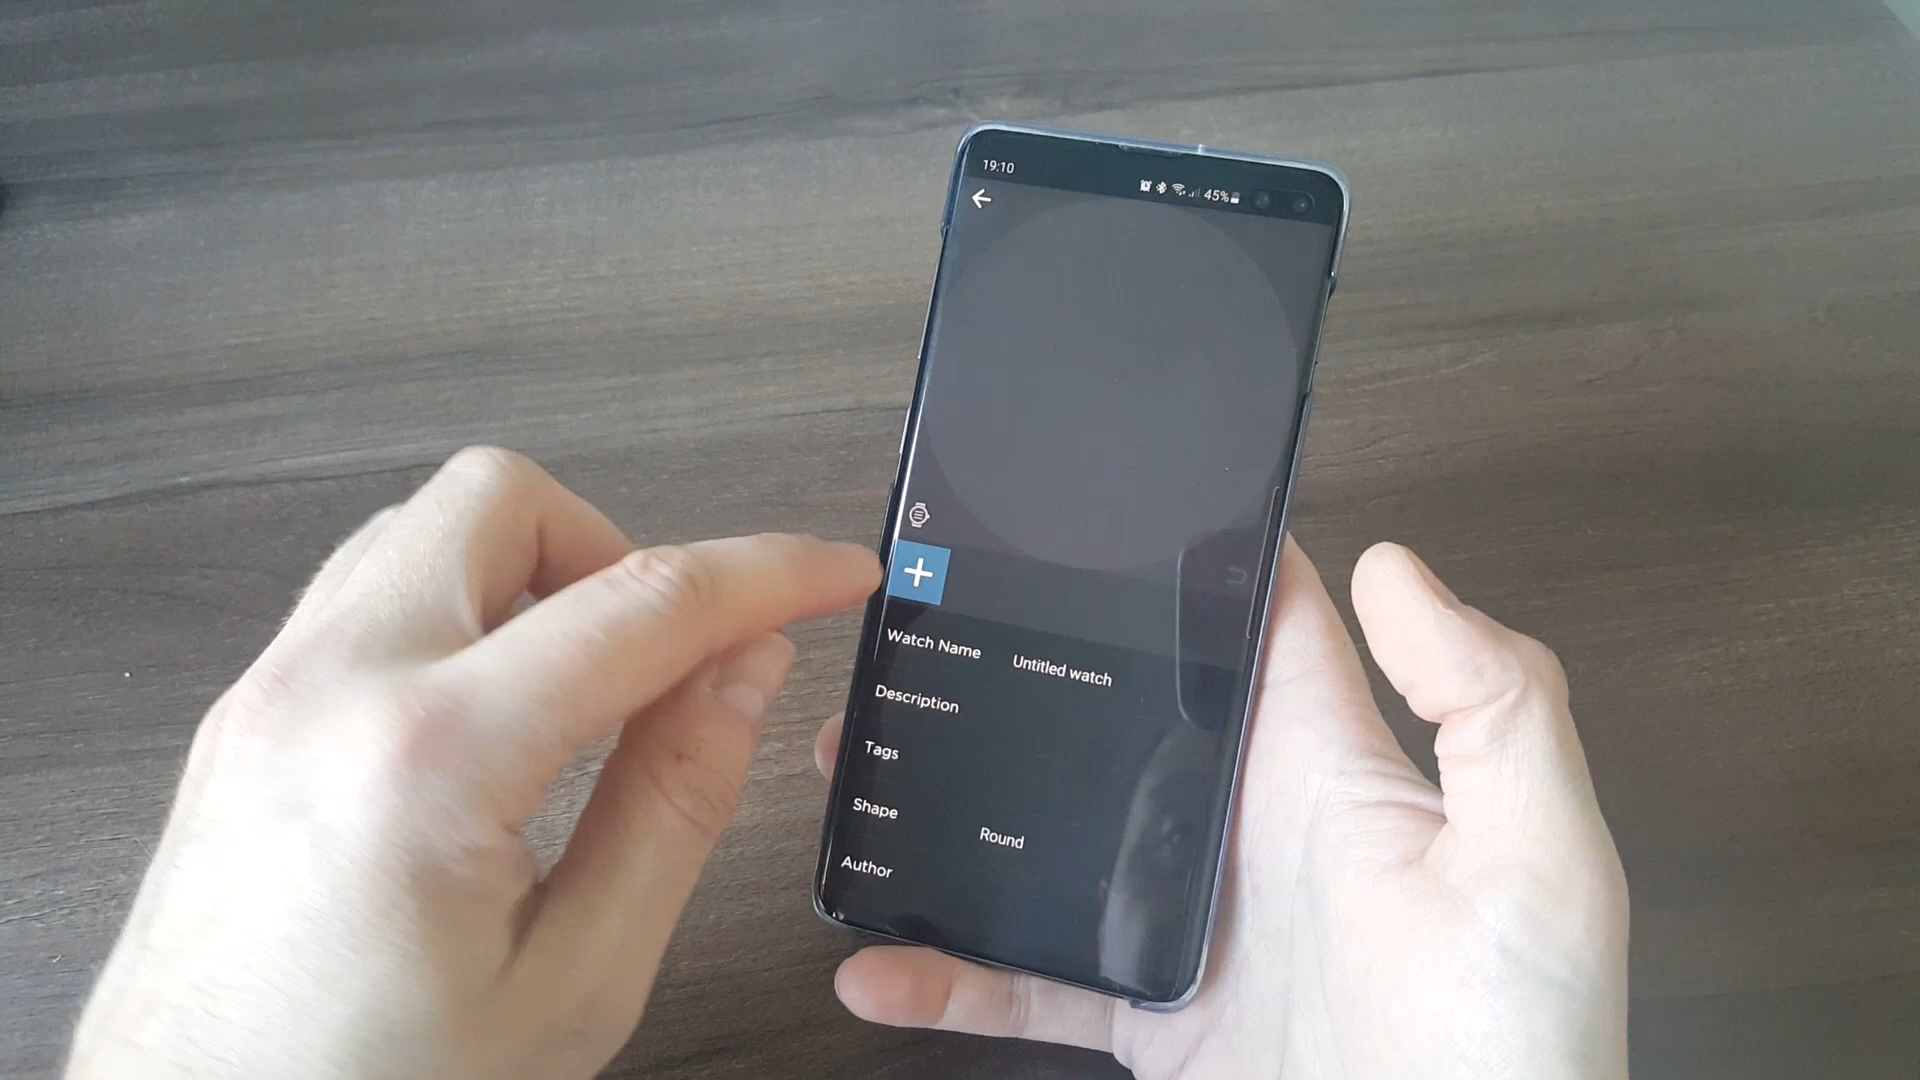 19:10
45%
Watch Name
Untitled watch
Description
Tags
Shape
Round
Author